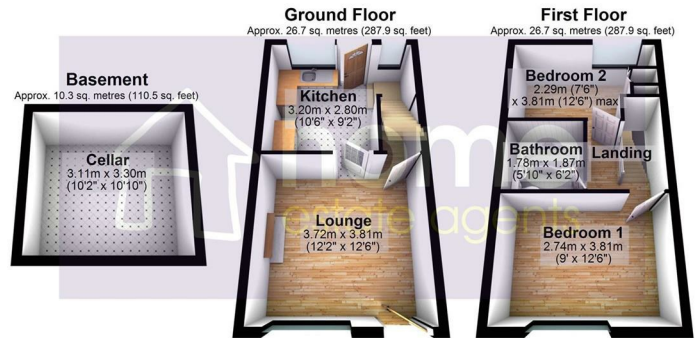 Basement
Approx. 10.3 sq. metres (110.5 sq. feet)
Cellar
3.11m x 3.30m
(10'2" x 10'10")
Ground Floor
Approx. 26.7 sq. metres (287.9 sq. feet)
Kitchen
3.20m x 2.80m
(10'6" x 9'2")
Lounge
3.72m x 3.81m
(12'2" x 12'6")
First Floor
Approx. 26.7 sq. metres (287.9 sq. feet)
Bedroom 2
2.29m (7'6")
x 3.81m (12'6") max
Bathroom
1.78m x 1.87m
(5'10" x 6'2")
Landing
Bedroom 1
2.74m x 3.81m
(9' x 12'6")
home
estate agents